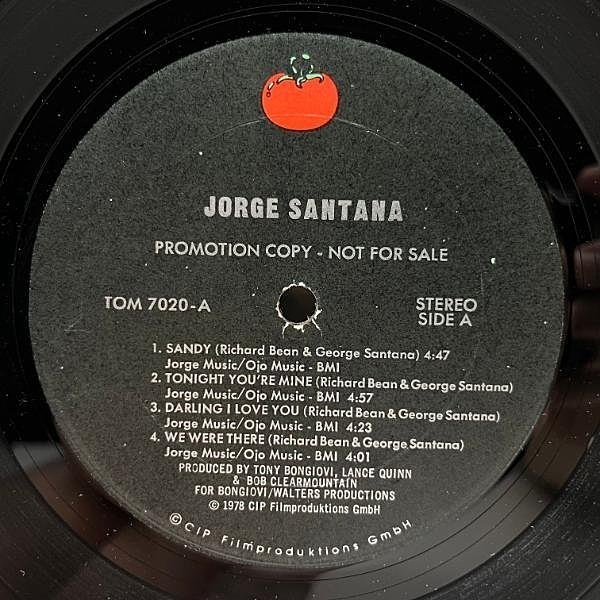 JORGE SANTANA
PROMOTION COPY - NOT FOR SALE
TOM 7020-A
STEREO
SIDE A
1. SANDY (Richard Bean & George Santana) 4:47
Jorge Music/Ojo Music - BMI
2. TONIGHT YOU'RE MINE (Richard Bean & George Santana)
Jorge Music/Ojo Music - BMI 4:57
3. DARLING I LOVE YOU (Richard Bean & George Santana)
Jorge Music/Ojo Music - BMI 4:23
4. WE WERE THERE (Richard Bean & George Santana)
Jorge Music/Ojo Music - BMI 4:01
PRODUCED BY TONY BONGIOVI, LANCE QUINN
& BOB CLEARMOUNTAIN
FOR BONGIOVI/WALTERS PRODUCTIONS
© 1978 CIP Filmproduktions GmbH
© CIP Filmproduktions GmbH